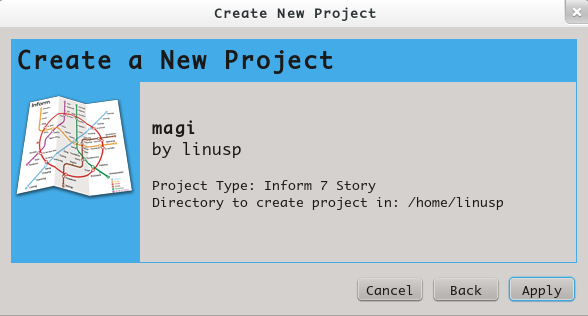 Create New Project
Create a New Project
Inform
magi
by linusp
Project Type: Inform 7 Story
Directory to create project in: /home/linusp
Cancel
Back
Apply